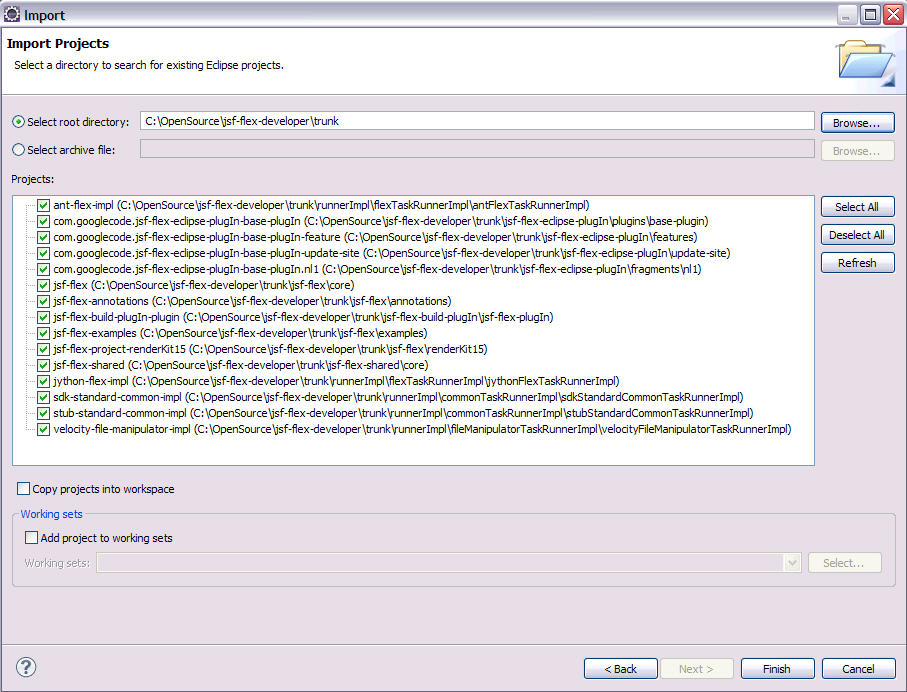 Import
Import Projects
Select a directory to search for existing Eclipse projects.
Select root directory: C:\OpenSource\jsf-flex-developer\trunk Browse...
Select archive file: Browse...
Projects:
ant-flex-impl (C:\OpenSource\jsf-flex-developer\trunk\runnerImpl\flexTaskRunnerImpl\antFlexTaskRunnerImpl)
com.googlecode.jsf-flex-eclipse-plugIn-base-plugIn (C:\OpenSource\jsf-flex-developer\trunk\jsf-flex-eclipse-plugIn\plugins\base-plugin)
com.googlecode.jsf-flex-eclipse-plugIn-base-plugIn-feature (C:\OpenSource\jsf-flex-developer\trunk\jsf-flex-eclipse-plugIn\features)
com.googlecode.jsf-flex-eclipse-plugIn-base-plugIn-update-site (C:\OpenSource\jsf-flex-developer\trunk\jsf-flex-eclipse-plugIn\update-site)
com.googlecode.jsf-flex-eclipse-plugIn-base-plugIn.nl1 (C:\OpenSource\jsf-flex-developer\trunk\jsf-flex-eclipse-plugIn\fragments\nl1)
jsf-flex (C:\OpenSource\jsf-flex-developer\trunk\jsf-flex\core)
jsf-flex-annotations (C:\OpenSource\jsf-flex-developer\trunk\jsf-flex\annotations)
jsf-flex-build-plugIn-plugin (C:\OpenSource\jsf-flex-developer\trunk\jsf-flex-build-plugIn\jsf-flex-plugIn)
jsf-flex-examples (C:\OpenSource\jsf-flex-developer\trunk\jsf-flex\examples)
jsf-flex-project-renderKit15 (C:\OpenSource\jsf-flex-developer\trunk\jsf-flex\renderKit15)
jsf-flex-shared (C:\OpenSource\jsf-flex-developer\trunk\jsf-flex-shared\core)
jython-flex-impl (C:\OpenSource\jsf-flex-developer\trunk\runnerImpl\flexTaskRunnerImpl\jythonFlexTaskRunnerImpl)
sdk-standard-common-impl (C:\OpenSource\jsf-flex-developer\trunk\runnerImpl\commonTaskRunnerImpl\sdkStandardCommonTaskRunnerImpl)
stub-standard-common-impl (C:\OpenSource\jsf-flex-developer\trunk\runnerImpl\commonTaskRunnerImpl\stubStandardCommonTaskRunnerImpl)
velocity-file-manipulator-impl (C:\OpenSource\jsf-flex-developer\trunk\runnerImpl\fileManipulatorTaskRunnerImpl\velocityFileManipulatorTaskRunnerImpl)
Select All
Deselect All
Refresh
Copy projects into workspace
Working sets
Add project to working sets
Working sets: Select...
? < Back Next > Finish Cancel